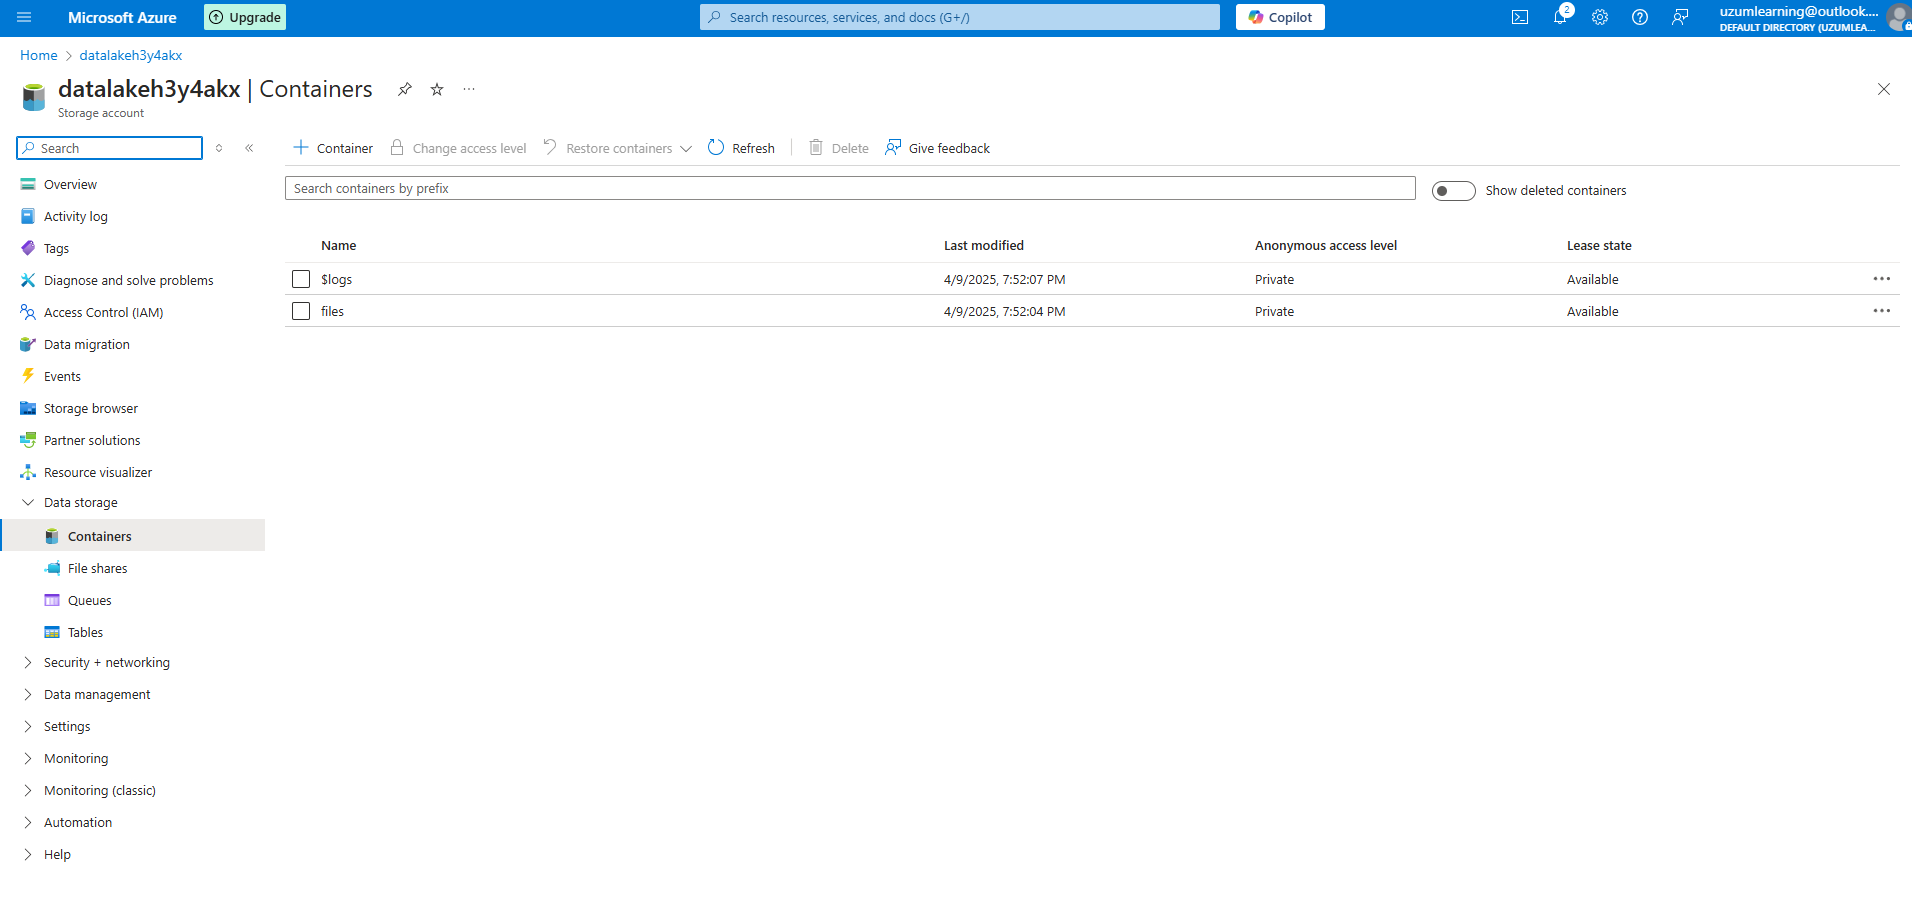 Microsoft Azure
Upgrade
Search resources, services, and docs (G+/)
Copilot
2
uzumlearning@outlook....
DEFAULT DIRECTORY (UZUMLEA...
Home > datalakeh3y4akx
datalakeh3y4akx | Containers
Storage account
Search
Container
Change access level
Restore containers
Refresh
Delete
Give feedback
Search containers by prefix
Show deleted containers
Name Last modified Anonymous access level Lease state
$logs 4/9/2025, 7:52:07 PM Private Available
files 4/9/2025, 7:52:04 PM Private Available
Overview
Activity log
Tags
Diagnose and solve problems
Access Control (IAM)
Data migration
Events
Storage browser
Partner solutions
Resource visualizer
Data storage
Containers
File shares
Queues
Tables
Security + networking
Data management
Settings
Monitoring
Monitoring (classic)
Automation
Help